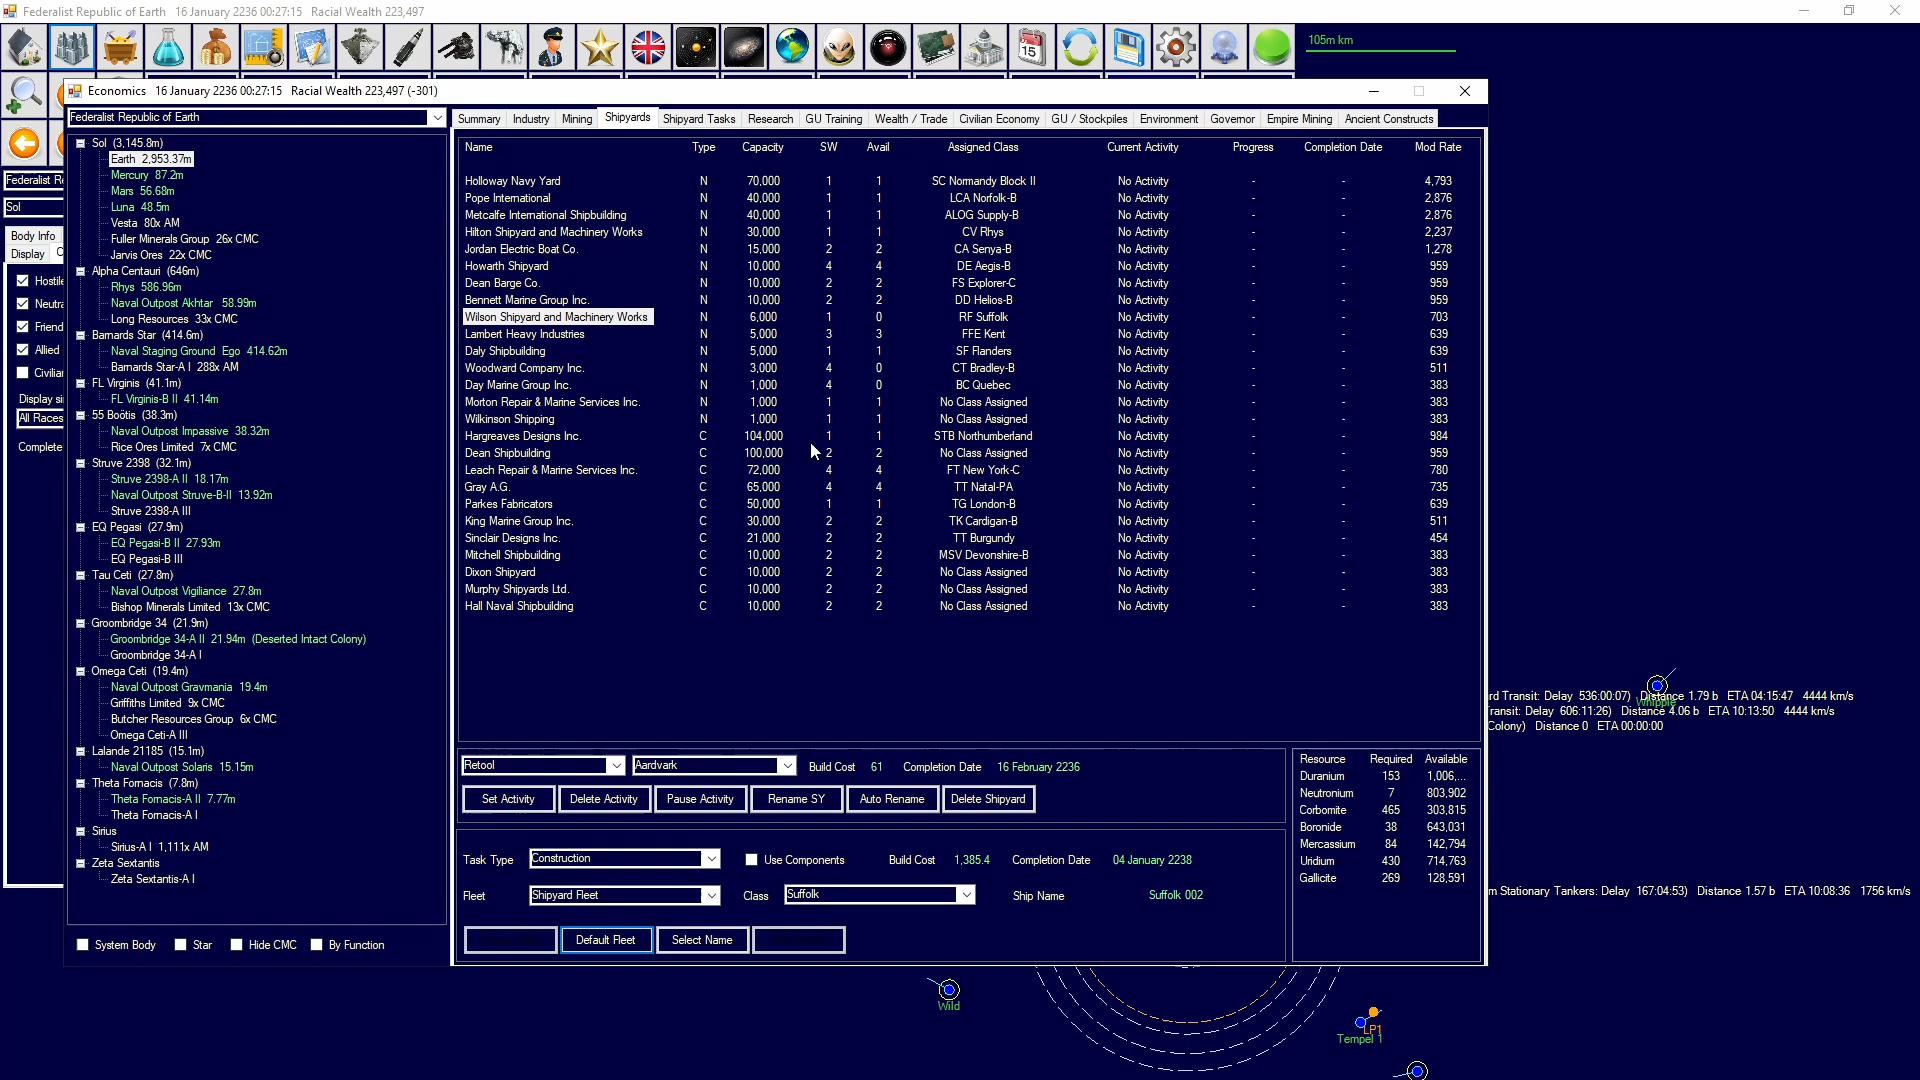 Federalist Republic of Earth   16 January 2236 00:27:15   Racial Wealth 223,497
105m km
Economics   16 January 2236 00:27:15   Racial Wealth 223,497 (-301)
Federalist Republic of Earth
Sol (3,145.8m)
Earth 2,953.37m
Mercury 87.2m
Mars 56.68m
Luna 48.5m
Vesta 80x AM
Fuller Minerals Group 26x CMC
Jarvis Ores 22x CMC
Alpha Centauri (646m)
Rhys 586.96m
Naval Outpost Akhtar 58.99m
Long Resources 33x CMC
Barnards Star (414.6m)
Naval Staging Ground Ego 414.62m
Barnards Star-A I 288x AM
FL Virginis (41.1m)
FL Virginis-B II 41.14m
55 Boötis (38.3m)
Naval Outpost Impassive 38.32m
Rice Ores Limited 7x CMC
Struve 2398 (32.1m)
Struve 2398-A II 18.17m
Naval Outpost Struve-B-II 13.92m
Struve 2398-A III
EQ Pegasi (27.9m)
EQ Pegasi-B II 27.93m
EQ Pegasi-B III
Tau Ceti (27.8m)
Naval Outpost Vigiliance 27.8m
Bishop Minerals Limited 13x CMC
Groombridge 34 (21.9m)
Groombridge 34-A II 21.94m (Deserted Intact Colony)
Groombridge 34-A I
Omega Ceti (19.4m)
Naval Outpost Gravmania 19.4m
Griffiths Limited 9x CMC
Butcher Resources Group 6x CMC
Omega Ceti-A III
Lalande 21185 (15.1m)
Naval Outpost Solaris 15.15m
Theta Fornacis (7.8m)
Theta Fornacis-A II 7.77m
Theta Fornacis-A I
Sirius
Sirius-A I 1,111x AM
Zeta Sextantis
Zeta Sextantis-A I
System Body   Star   Hide CMC   By Function
Federalist
Sol
Body Info
Display
Hostile
Neutra
Friend
Allied
Civilia
Display si
All Races
Complete
Summary   Industry   Mining   Shipyards   Shipyard Tasks   Research   GU Training   Wealth / Trade   Civilian Economy   GU / Stockpiles   Environment   Governor   Empire Mining   Ancient Constructs
Name   Type   Capacity   SW   Avail   Assigned Class   Current Activity   Progress   Completion Date   Mod Rate
Holloway Navy Yard   N   70,000   1   1   SC Normandy Block II   No Activity   -   -   4,793
Pope International   N   40,000   1   1   LCA Norfolk-B   No Activity   -   -   2,876
Metcalfe International Shipbuilding   N   40,000   1   1   ALOG Supply-B   No Activity   -   -   2,876
Hilton Shipyard and Machinery Works   N   30,000   1   1   CV Rhys   No Activity   -   -   2,237
Jordan Electric Boat Co.   N   15,000   2   2   CA Senya-B   No Activity   -   -   1,278
Howarth Shipyard   N   10,000   4   4   DE Aegis-B   No Activity   -   -   959
Dean Barge Co.   N   10,000   2   2   FS Explorer-C   No Activity   -   -   959
Bennett Marine Group Inc.   N   10,000   2   2   DD Helios-B   No Activity   -   -   959
Wilson Shipyard and Machinery Works   N   6,000   1   0   RF Suffolk   No Activity   -   -   703
Lambert Heavy Industries   N   5,000   3   3   FFE Kent   No Activity   -   -   639
Daly Shipbuilding   N   5,000   1   1   SF Flanders   No Activity   -   -   639
Woodward Company Inc.   N   3,000   4   0   CT Bradley-B   No Activity   -   -   511
Day Marine Group Inc.   N   1,000   4   0   BC Quebec   No Activity   -   -   383
Morton Repair & Marine Services Inc.   N   1,000   1   1   No Class Assigned   No Activity   -   -   383
Wilkinson Shipping   N   1,000   1   1   No Class Assigned   No Activity   -   -   383
Hargreaves Designs Inc.   C   104,000   1   1   STB Northumberland   No Activity   -   -   984
Dean Shipbuilding   C   100,000   2   2   No Class Assigned   No Activity   -   -   959
Leach Repair & Marine Services Inc.   C   72,000   4   4   FT New York-C   No Activity   -   -   780
Gray A.G.   C   65,000   4   4   TT Natal-PA   No Activity   -   -   735
Parkes Fabricators   C   50,000   1   1   TG London-B   No Activity   -   -   639
King Marine Group Inc.   C   30,000   2   2   TK Cardigan-B   No Activity   -   -   511
Sinclair Designs Inc.   C   21,000   2   2   TT Burgundy   No Activity   -   -   454
Mitchell Shipbuilding   C   10,000   2   2   MSV Devonshire-B   No Activity   -   -   383
Dixon Shipyard   C   10,000   2   2   No Class Assigned   No Activity   -   -   383
Murphy Shipyards Ltd.   C   10,000   2   2   No Class Assigned   No Activity   -   -   383
Hall Naval Shipbuilding   C   10,000   2   2   No Class Assigned   No Activity   -   -   383
Retool   Aardvark   Build Cost   61   Completion Date   16 February 2236
Set Activity   Delete Activity   Pause Activity   Rename SY   Auto Rename   Delete Shipyard
Task Type   Construction   Use Components   Build Cost   1,385.4   Completion Date   04 January 2238
Fleet   Shipyard Fleet   Class   Suffolk   Ship Name   Suffolk 002
Default Fleet   Select Name
Resource   Required   Available
Duranium   153   1,006,...
Neutronium   7   803,902
Corbomite   465   303,815
Boronide   38   643,031
Mercassium   84   142,794
Uridium   430   714,763
Gallicite   269   128,591
rd Transit: Delay 536:00:07)   Distance 1.79 b   ETA 04:15:47   4444 km/s
Whipple
ransit: Delay 606:11:26)   Distance 4.06 b   ETA 10:13:50   4444 km/s
Colony)   Distance 0   ETA 00:00:00
m Stationary Tankers: Delay 167:04:53)   Distance 1.57 b   ETA 10:08:36   1756 km/s
Wild
LP1
Tempel 1